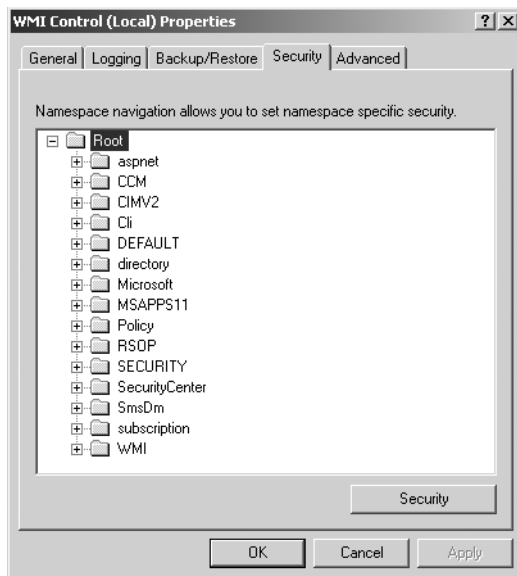 WMI Control (Local) Properties
General Logging Backup/Restore Security Advanced
Namespace navigation allows you to set namespace specific security.
Root
aspnet
CCM
CIMV2
Cli
DEFAULT
directory
Microsoft
MSAPPS11
Policy
RSOP
SECURITY
SecurityCenter
SmsDm
subscription
WMI
Security
OK Cancel Apply